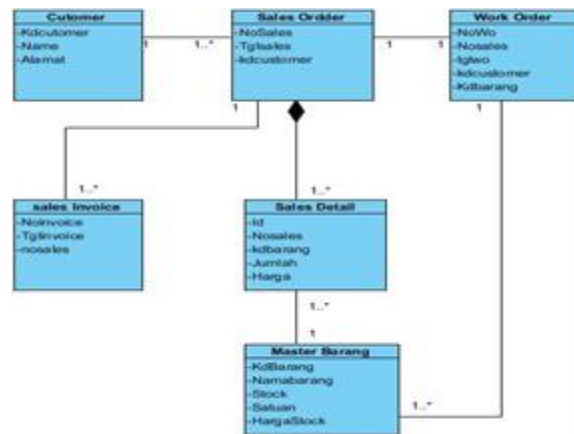 Cutomer
-Kdcutomer
-Name
-Alamat
1
1..*
Sales Ordder
-NoSales
-Tglsales
-kdcustomer
1
1
Work Order
-NoWo
-Nosales
-tglwo
-kdcustomer
-Kdbarang
1
1
1..*
sales Invoice
-NoInvoice
-TglInvoice
-nosales
1..*
Sales Detail
-Id
-Nosales
-kdbarang
-Jumlah
-Harga
1..*
1
Master Barang
-KdBarang
-Namabarang
-Stock
-Satuan
-HargaStock
1..*